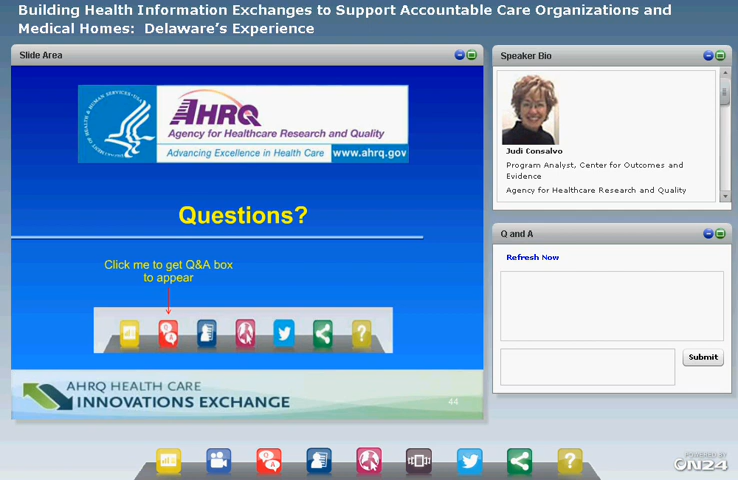 Building Health Information Exchanges to Support Accountable Care Organizations and
Medical Homes: Delaware's Experience
Slide Area
AHRQ
Agency for Healthcare Research and Quality
Advancing Excellence in Health Care
www.ahrq.gov
Questions?
Click me to get Q&A box
to appear
Q
A
AHRQ HEALTH CARE
INNOVATIONS EXCHANGE
44
Speaker Bio
Judi Consalvo
Program Analyst, Center for Outcomes and
Evidence
Agency for Healthcare Research and Quality
Q and A
Refresh Now
Submit
Q
A
?
POWERED BY
ON24